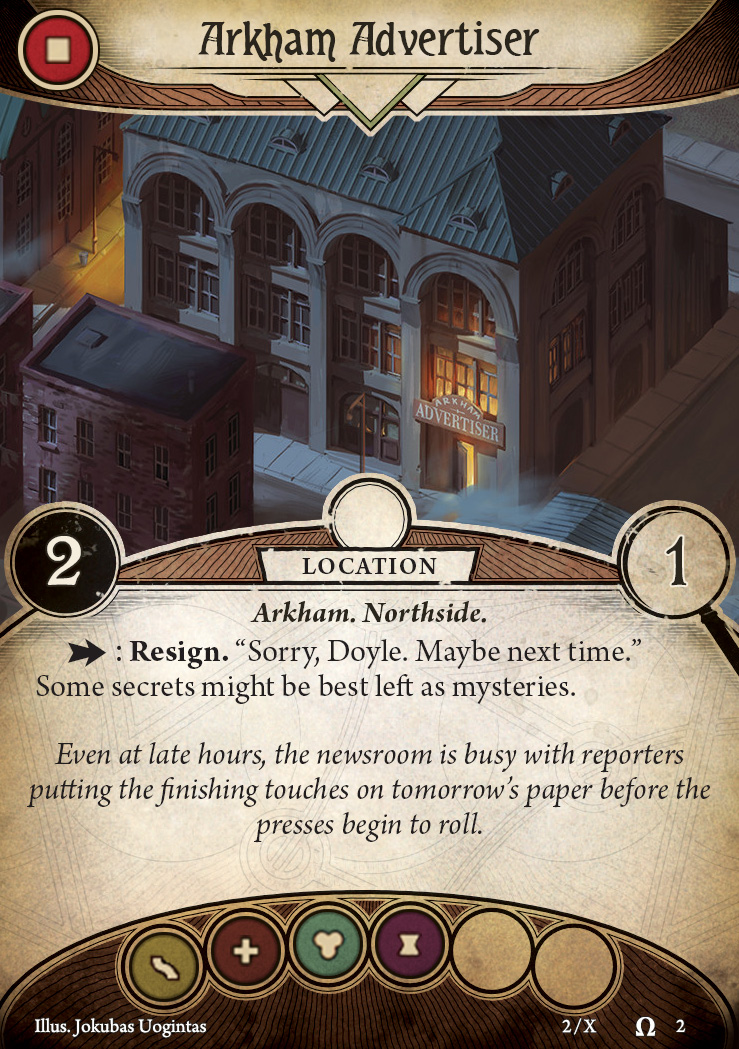 Arkham Advertiser
ARKHAM
ADVERTISER
2
LOCATION
1
Arkham. Northside.
: Resign. “Sorry, Doyle. Maybe next time.”
Some secrets might be best left as mysteries.
Even at late hours, the newsroom is busy with reporters
putting the finishing touches on tomorrow’s paper before the
presses begin to roll.
Illus. Jokubas Uogintas
2/X Ω 2